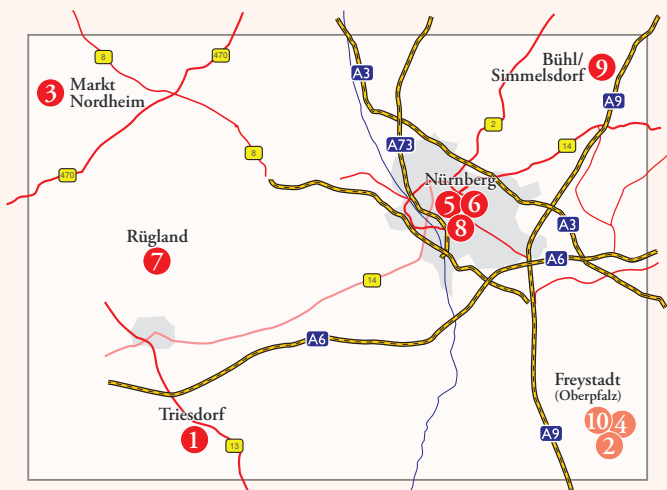 8
470
A3
Bühl/
Simmelsdorf
9
3
Markt
Nordheim
A9
2
A73
14
8
470
Nürnberg
5 6
8
A3
Rügland
7
A6
14
A6
Freystadt
(Oberpfalz)
Triesdorf
10 4
1
13
A9
2